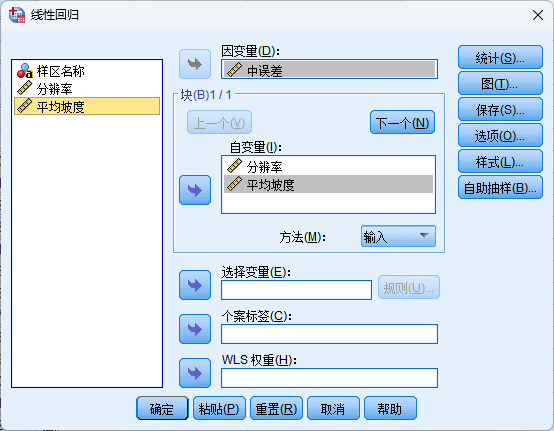 线性回归
样区名称
分辨率
平均坡度
因变量(D):
中误差
块(B)1 / 1
上一个(V)
下一个(N)
自变量(I):
分辨率
平均坡度
方法(M):
输入
选择变量(E):
规则(U)...
个案标签(C):
WLS 权重(H):
统计(S)...
图(T)...
保存(S)...
选项(O)...
样式(L)...
自助抽样(B)...
确定
粘贴(P)
重置(R)
取消
帮助